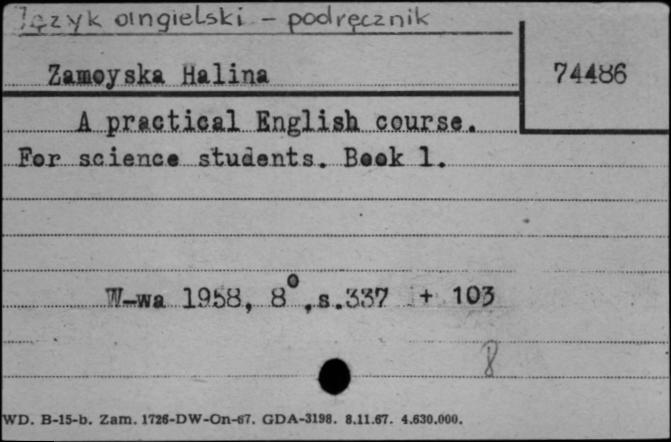 Język angielski - podręcznik
Zamoyska Halina
74486
A practical English course.
For science students. Book 1.
W-wa 1958, 8°, s.337 + 103
8
WD. B-15-b. Zam. 1726-DW-On-67. GDA-3198. 8.11.67. 4.630.000.